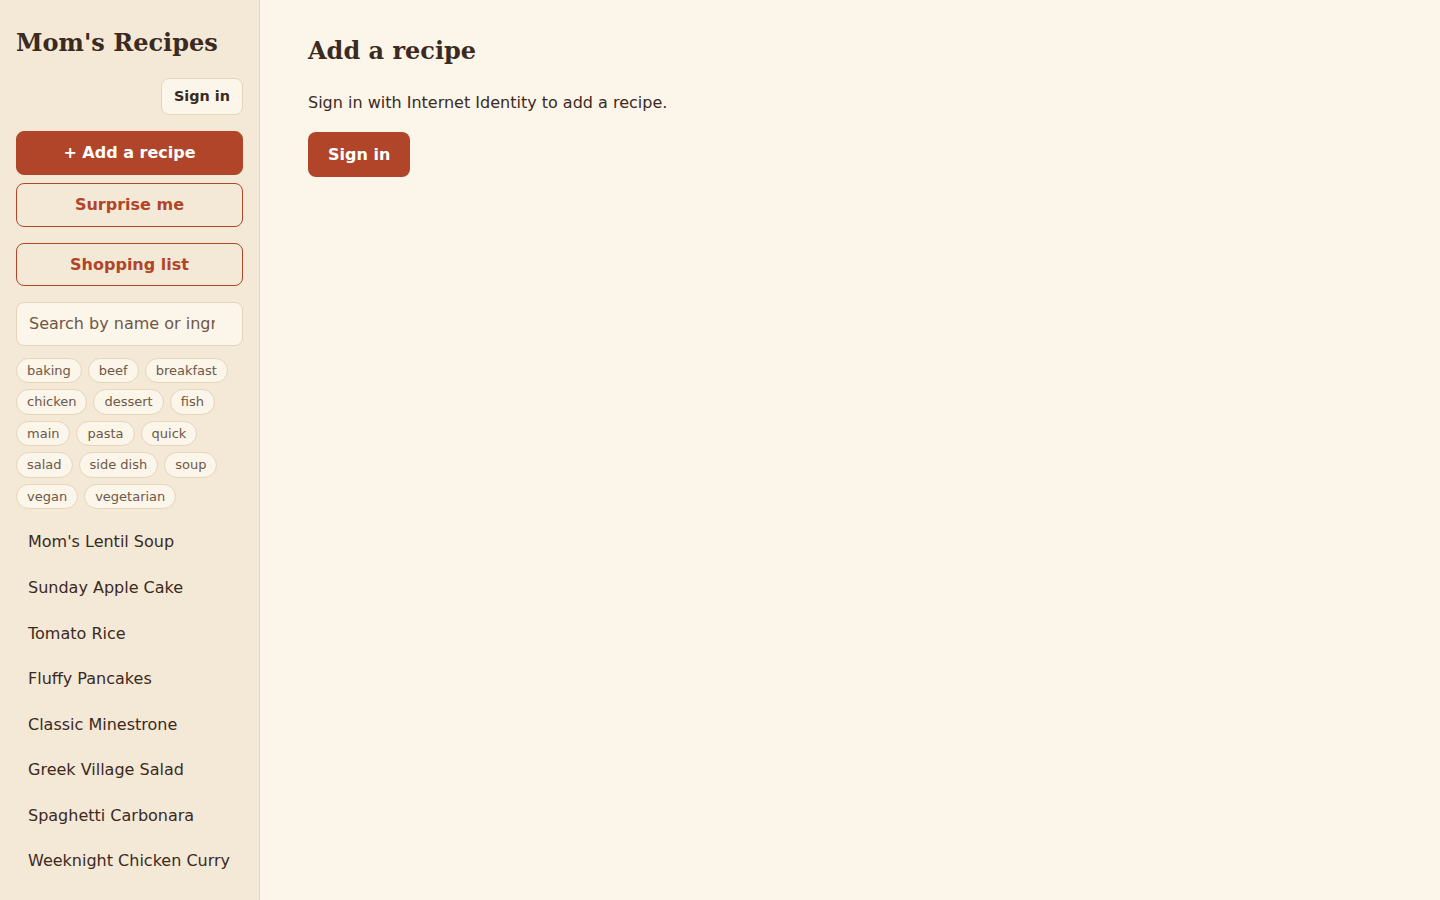 Mom's Recipes
Sign in
+ Add a recipe
Surprise me
Shopping list
Search by name or ingr
baking beef breakfast
chicken dessert fish
main pasta quick
salad side dish soup
vegan vegetarian
Mom's Lentil Soup
Sunday Apple Cake
Tomato Rice
Fluffy Pancakes
Classic Minestrone
Greek Village Salad
Spaghetti Carbonara
Weeknight Chicken Curry
Add a recipe
Sign in with Internet Identity to add a recipe.
Sign in